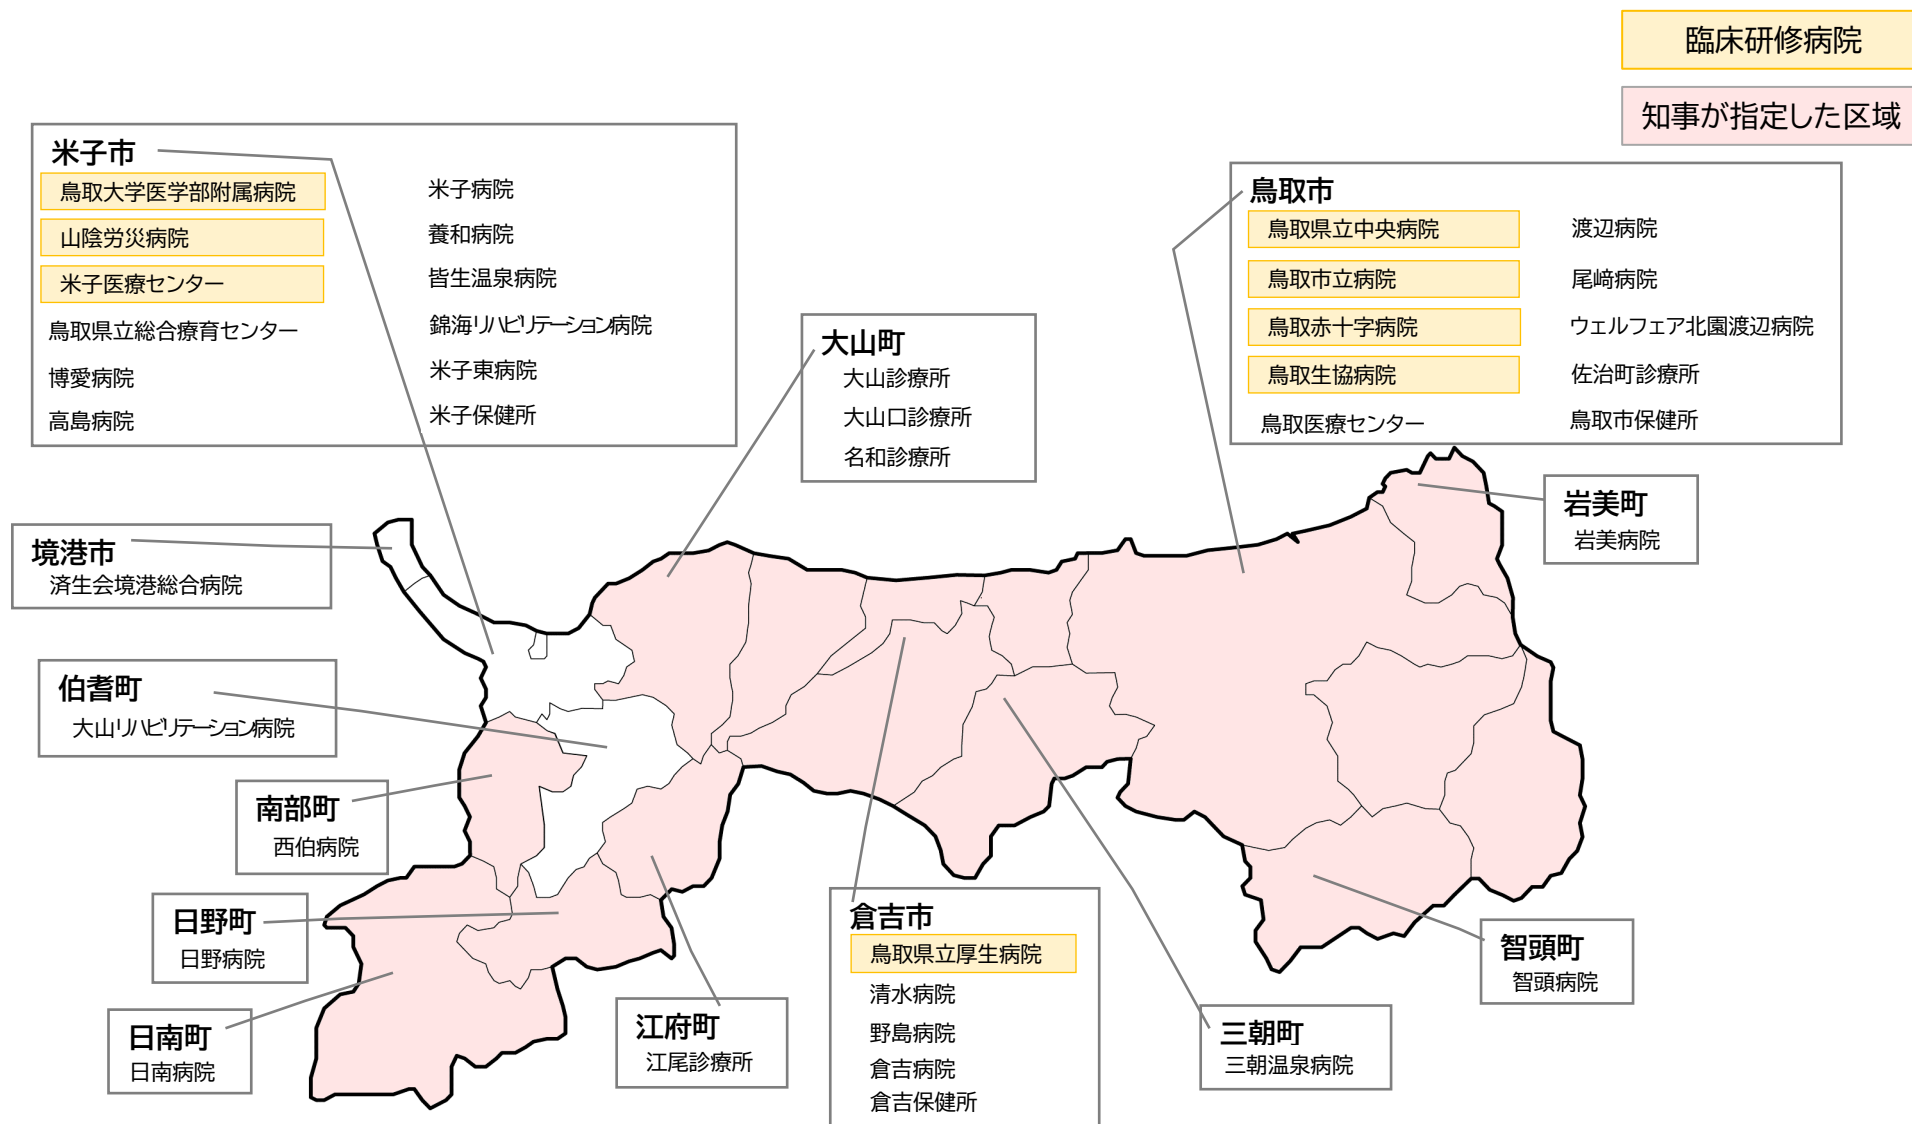 臨床研修病院
知事が指定した区域
米子市
鳥取大学医学部附属病院
山陰労災病院
米子医療センター
鳥取県立総合療育センター
博愛病院
高島病院
米子病院
養和病院
皆生温泉病院
錦海リハビリテーション病院
米子東病院
米子保健所
大山町
大山診療所
大山口診療所
名和診療所
鳥取市
鳥取県立中央病院
鳥取市立病院
鳥取赤十字病院
鳥取生協病院
鳥取医療センター
渡辺病院
尾﨑病院
ウェルフェア北園渡辺病院
佐治町診療所
鳥取市保健所
岩美町
岩美病院
境港市
済生会境港総合病院
伯耆町
大山リハビリテーション病院
南部町
西伯病院
日野町
日野病院
日南町
日南病院
江府町
江尾診療所
倉吉市
鳥取県立厚生病院
清水病院
野島病院
倉吉病院
倉吉保健所
三朝町
三朝温泉病院
智頭町
智頭病院